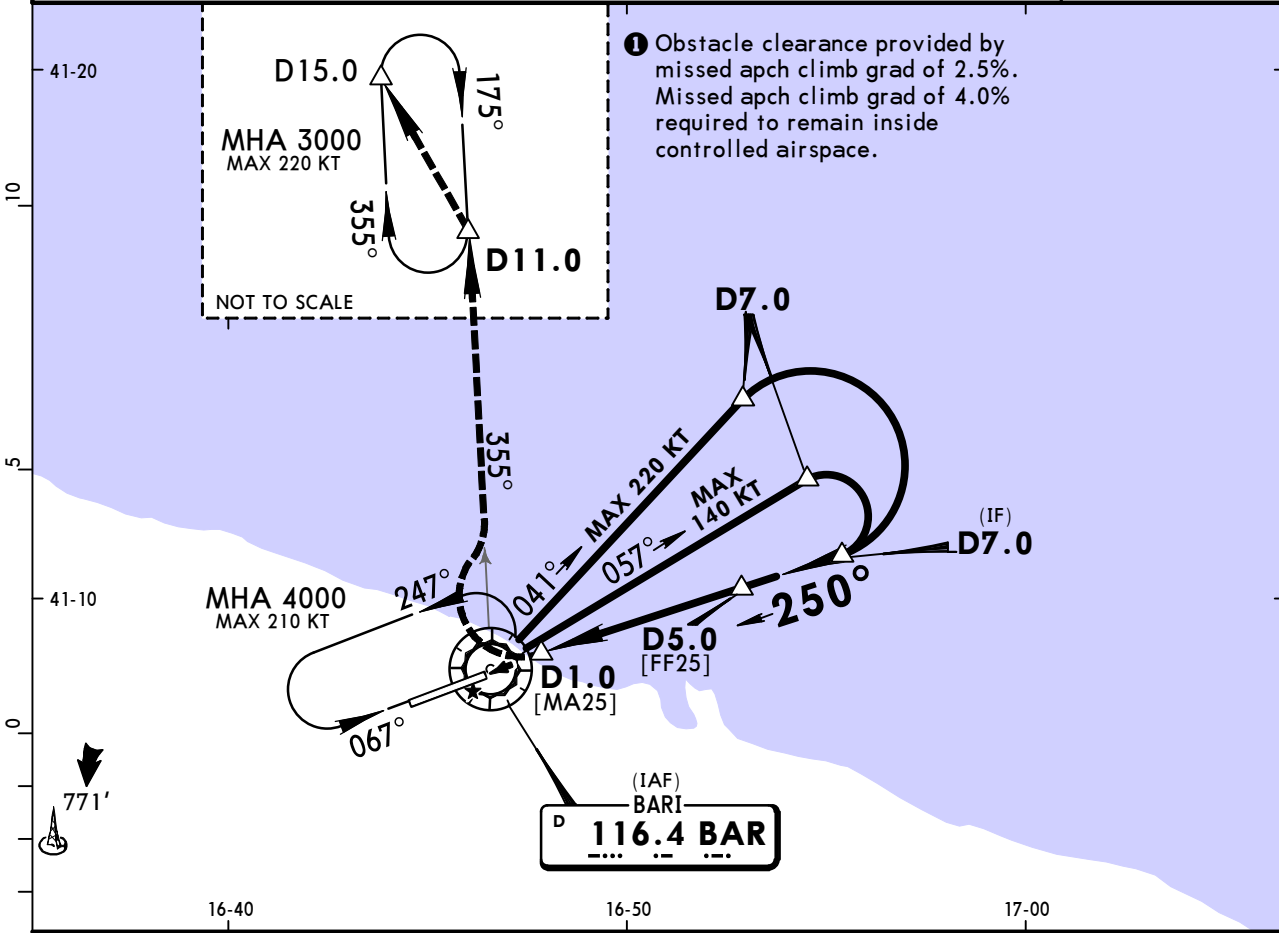 41-20
D15.0
175°
MHA 3000
MAX 220 KT
355°
D11.0
NOT TO SCALE
1 Obstacle clearance provided by
missed apch climb grad of 2.5%.
Missed apch climb grad of 4.0%
required to remain inside
controlled airspace.
10
D7.0
5
355°
MAX 220 KT
041°
MAX
140 KT
057°
(IF)
D7.0
250°
41-10
MHA 4000
MAX 210 KT
247°
D5.0
[FF25]
D1.0
[MA25]
067°
0
771'
(IAF)
BARI
D 116.4 BAR
16-40
16-50
17-00